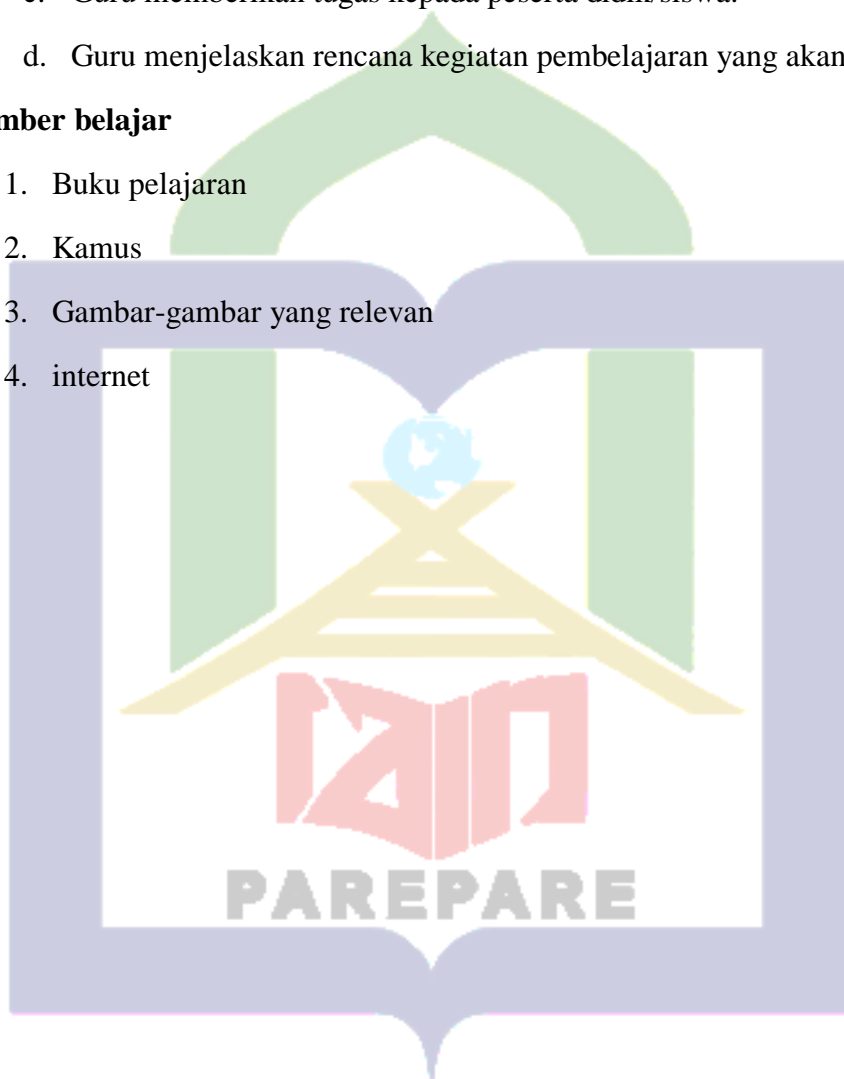 c. Guru memberikan tugas kepada peserta didik/siswa.
d. Guru menjelaskan rencana kegiatan pembelajaran yang akan
mber belajar
1. Buku pelajaran
2. Kamus
3. Gambar-gambar yang relevan
4. internet
iain
PAREPARE